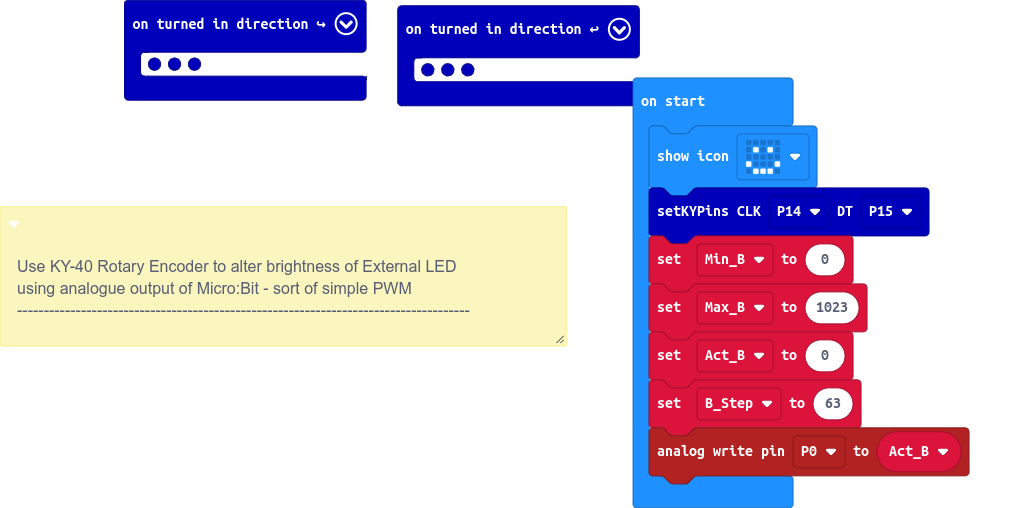 on turned in direction ↪
on turned in direction ↩
on start
show icon
setKYPins CLK P14 DT P15
set Min_B to 0
set Max_B to 1023
set Act_B to 0
set B_Step to 63
analog write pin P0 to Act_B
Use KY-40 Rotary Encoder to alter brightness of External LED
using analogue output of Micro:Bit - sort of simple PWM
--------------------------------------------------------------------------------------